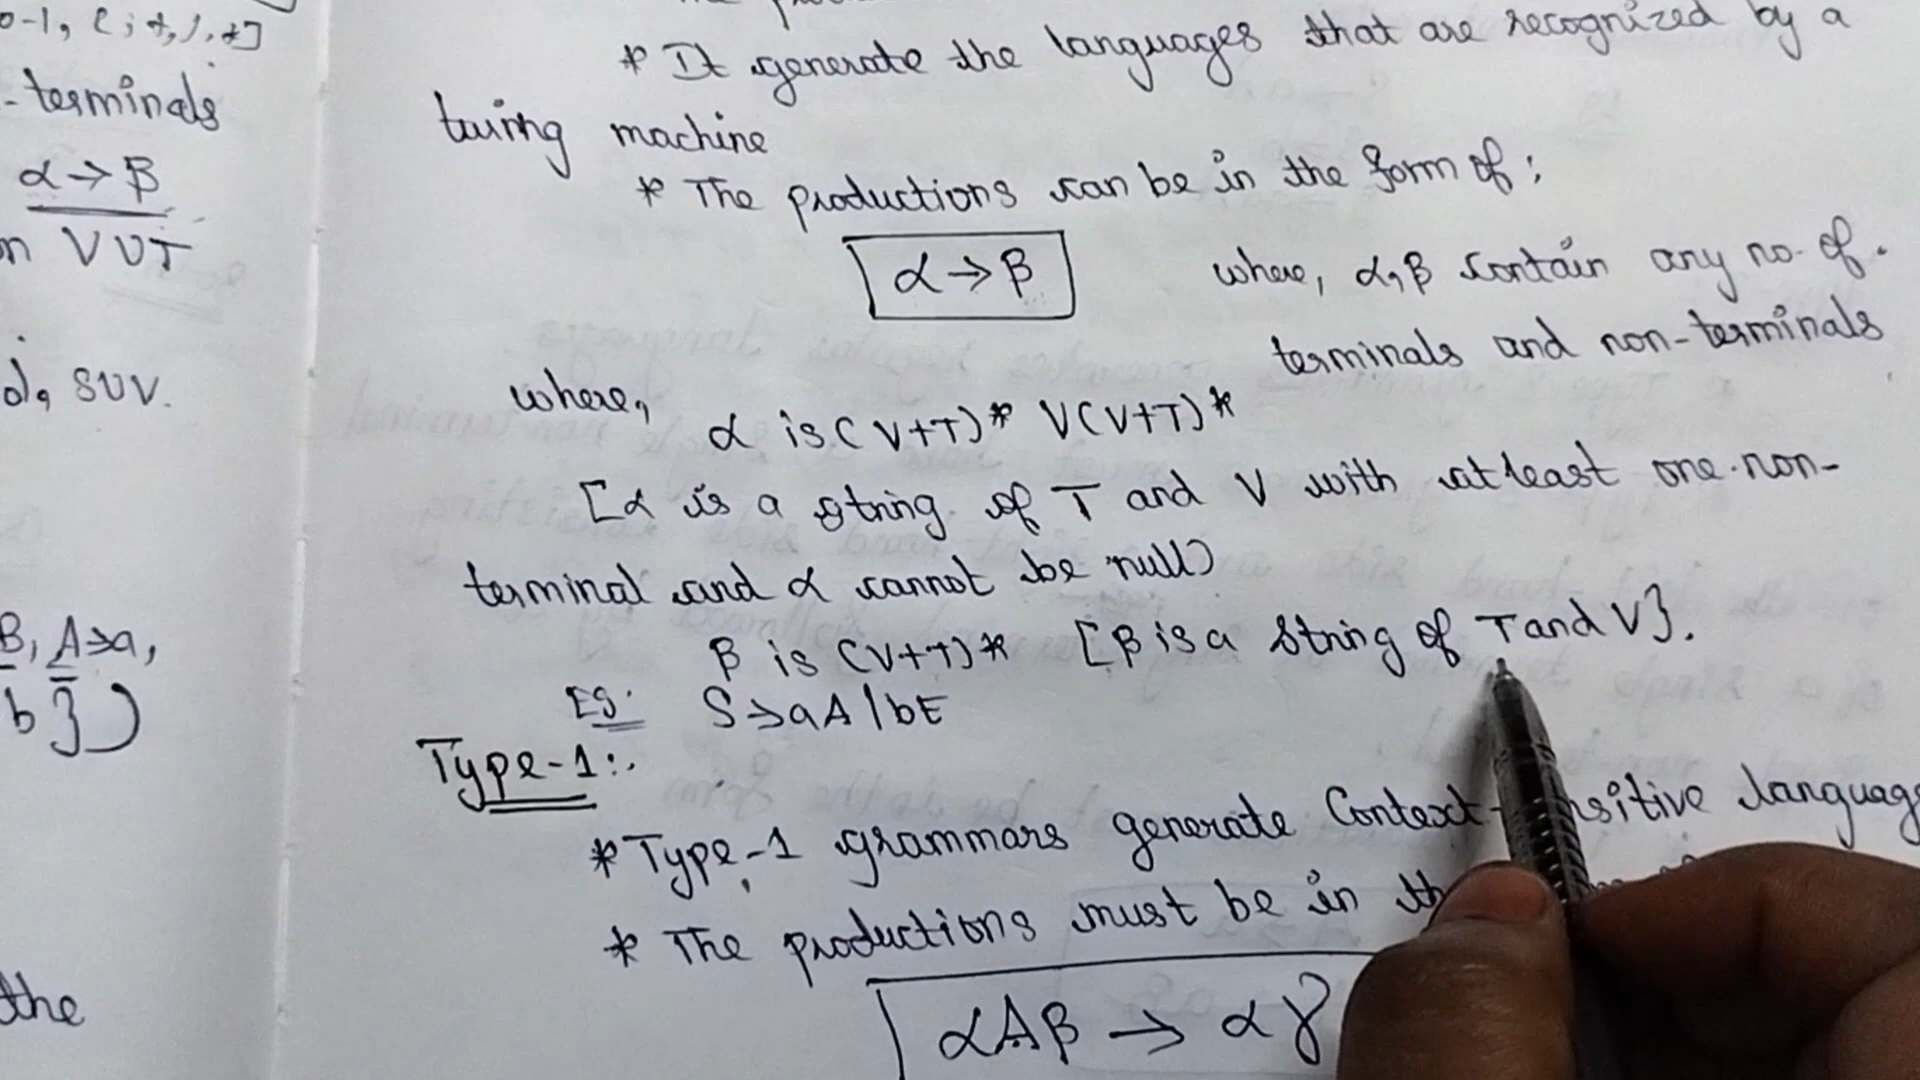 terminals
α→β
V U T
SUV.
B, A→a,
b })
the
* It generate the languages that are recognized by a
turing machine
* The productions can be in the form of :
α → β where, α, β contain any no. of.
terminals and non-terminals
where,
α is (V+T)* V(V+T)*
[α is a string of T and V with atleast one non-
terminal and α cannot be null)
β is (V+T)* [β is a string of T and V}.
Eg: S→aA/bE
Type-1:
* Type-1 grammars generate Context
* The productions must be in
αAβ → αγ